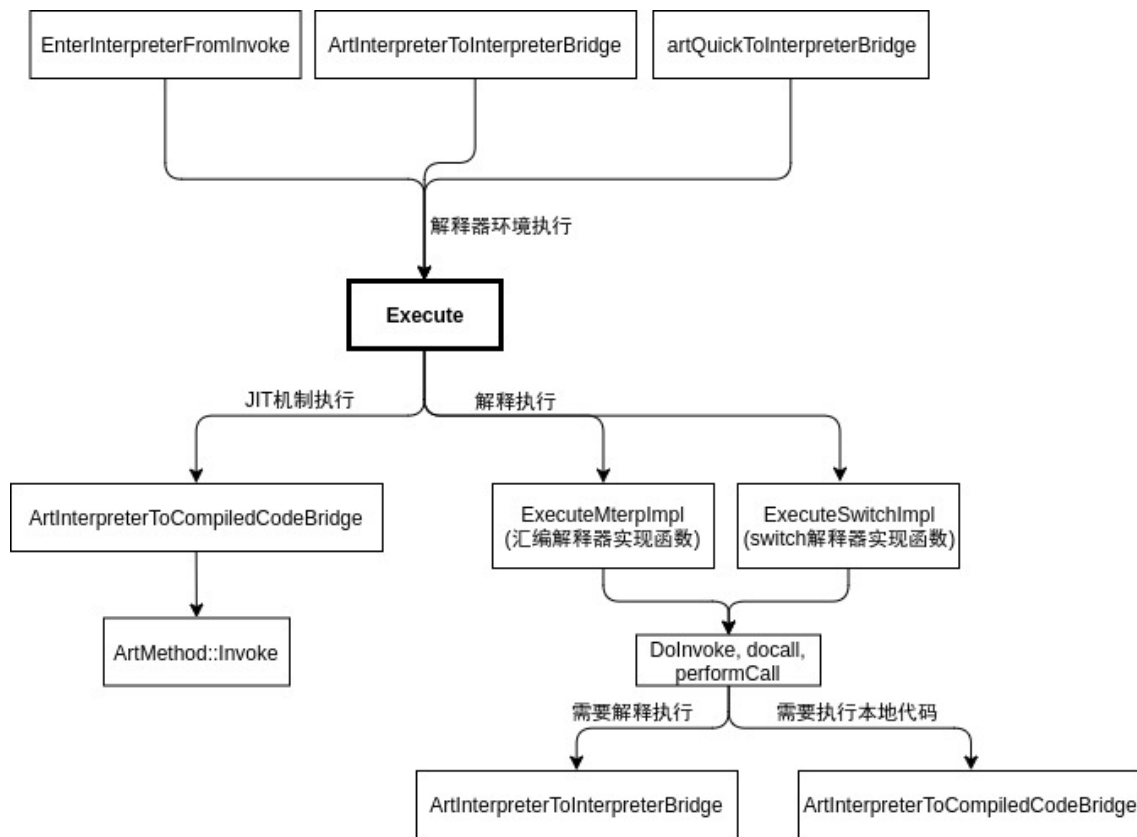 EnterInterpreterFromInvoke
ArtInterpreterToInterpreterBridge
artQuickToInterpreterBridge
解释器环境执行
Execute
JIT机制执行
解释执行
ArtInterpreterToCompiledCodeBridge
ExecuteMterpImpl
(汇编解释器实现函数)
ExecuteSwitchImpl
(switch解释器实现函数)
ArtMethod::Invoke
DoInvoke, docall,
performCall
需要解释执行
需要执行本地代码
ArtInterpreterToInterpreterBridge
ArtInterpreterToCompiledCodeBridge